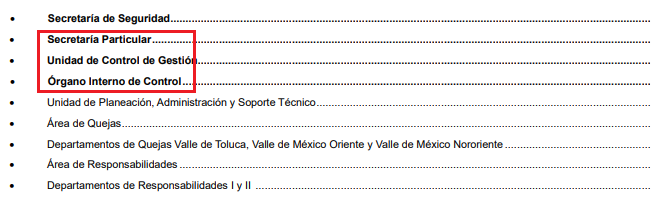 • Secretaría de Seguridad
• Secretaría Particular
• Unidad de Control de Gestión
• Órgano Interno de Control
• Unidad de Planeación, Administración y Soporte Técnico
• Área de Quejas
• Departamentos de Quejas Valle de Toluca, Valle de México Oriente y Valle de México Nororiente
• Área de Responsabilidades
• Departamentos de Responsabilidades I y II